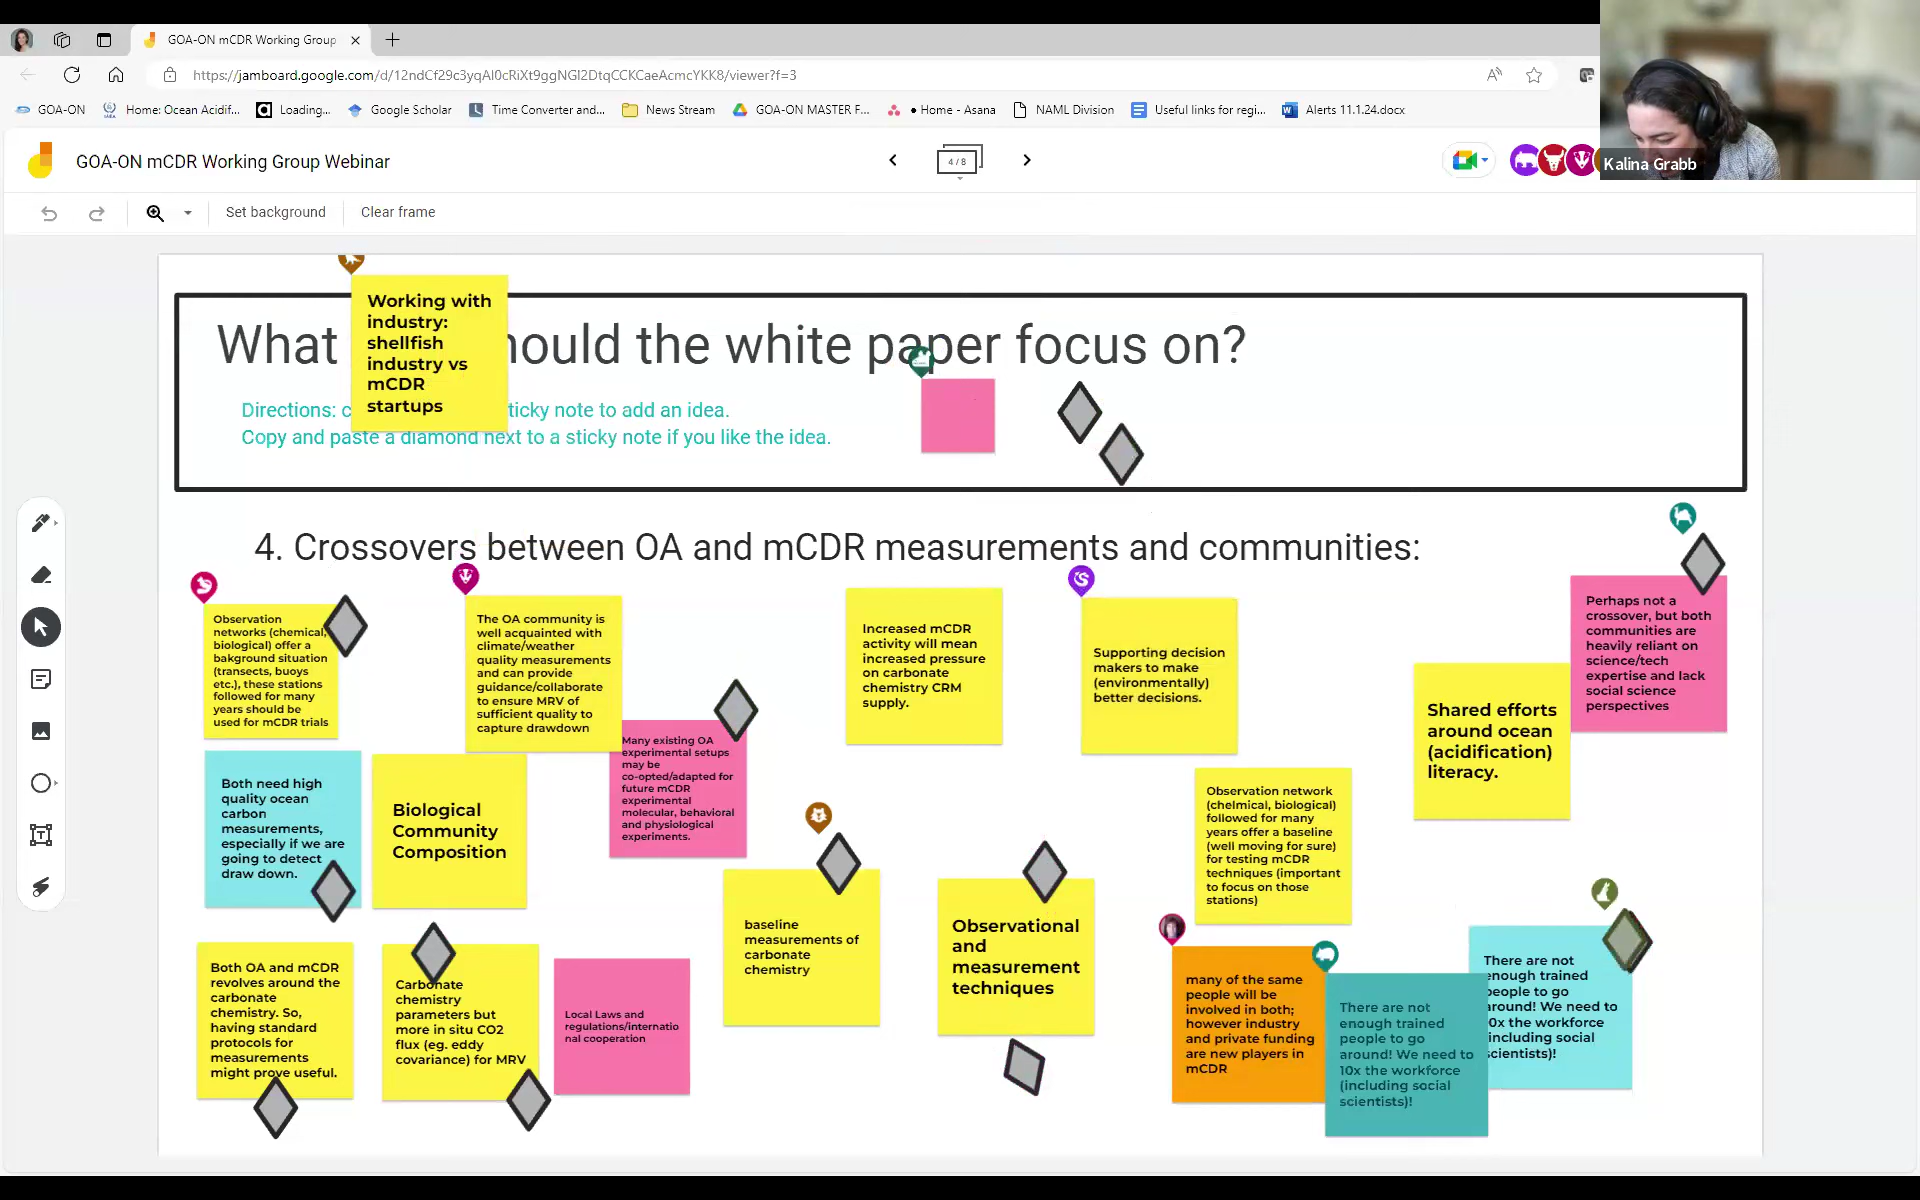 GOA-ON mCDR Working Group
https://jamboard.google.com/d/12ndCf29c3yqAI0cRiXt9ggNGl2DtqCCKCaeAcmcYKK8/viewer?f=3
GOA-ON
Home: Ocean Acidif...
Loading...
Google Scholar
Time Converter and...
News Stream
GOA-ON MASTER F...
● Home - Asana
NAML Division
Useful links for regi...
Alerts 11.1.24.docx
Kalina Grabb
GOA-ON mCDR Working Group Webinar
4 / 8
Set background
Clear frame
What
hould the white paper focus on?
Working with
industry:
shellfish
industry vs
mCDR
startups
Directions: c
ticky note to add an idea.
Copy and paste a diamond next to a sticky note if you like the idea.
4. Crossovers between OA and mCDR measurements and communities:
Observation
networks (chemical,
biological) offer a
bakground situation
(transects, buoys
etc.), these stations
followed for many
years should be
used for mCDR trials
The OA community is
well acquainted with
climate/weather
quality measurements
and can provide
guidance/collaborate
to ensure MRV of
sufficient quality to
capture drawdown
Many existing OA
experimental setups
may be
co-opted/adapted for
future mCDR
experimental
molecular, behavioral
and physiological
experiments.
Increased mCDR
activity will mean
increased pressure
on carbonate
chemistry CRM
supply.
Supporting decision
makers to make
(environmentally)
better decisions.
Shared efforts
around ocean
(acidification)
literacy.
Perhaps not a
crossover, but both
communities are
heavily reliant on
science/tech
expertise and lack
social science
perspectives
Both need high
quality ocean
carbon
measurements,
especially if we are
going to detect
draw down.
Biological
Community
Composition
Observation network
(chelmical, biological)
followed for many
years offer a baseline
(well moving for sure)
for testing mCDR
techniques (important
to focus on those
stations)
baseline
measurements of
carbonate
chemistry
Observational
and
measurement
techniques
Both OA and mCDR
revolves around the
carbonate
chemistry. So,
having standard
protocols for
measurements
might prove useful.
Carbonate
chemistry
parameters but
more in situ CO2
flux (eg. eddy
covariance) for MRV
Local Laws and
regulations/internatio
nal cooperation
many of the same
people will be
involved in both;
however industry
and private funding
are new players in
mCDR
There are not
enough trained
people to go
around! We need to
10x the workforce
(including social
scientists)!
There are not
enough trained
people to go
around! We need to
10x the workforce
(including social
scientists)!